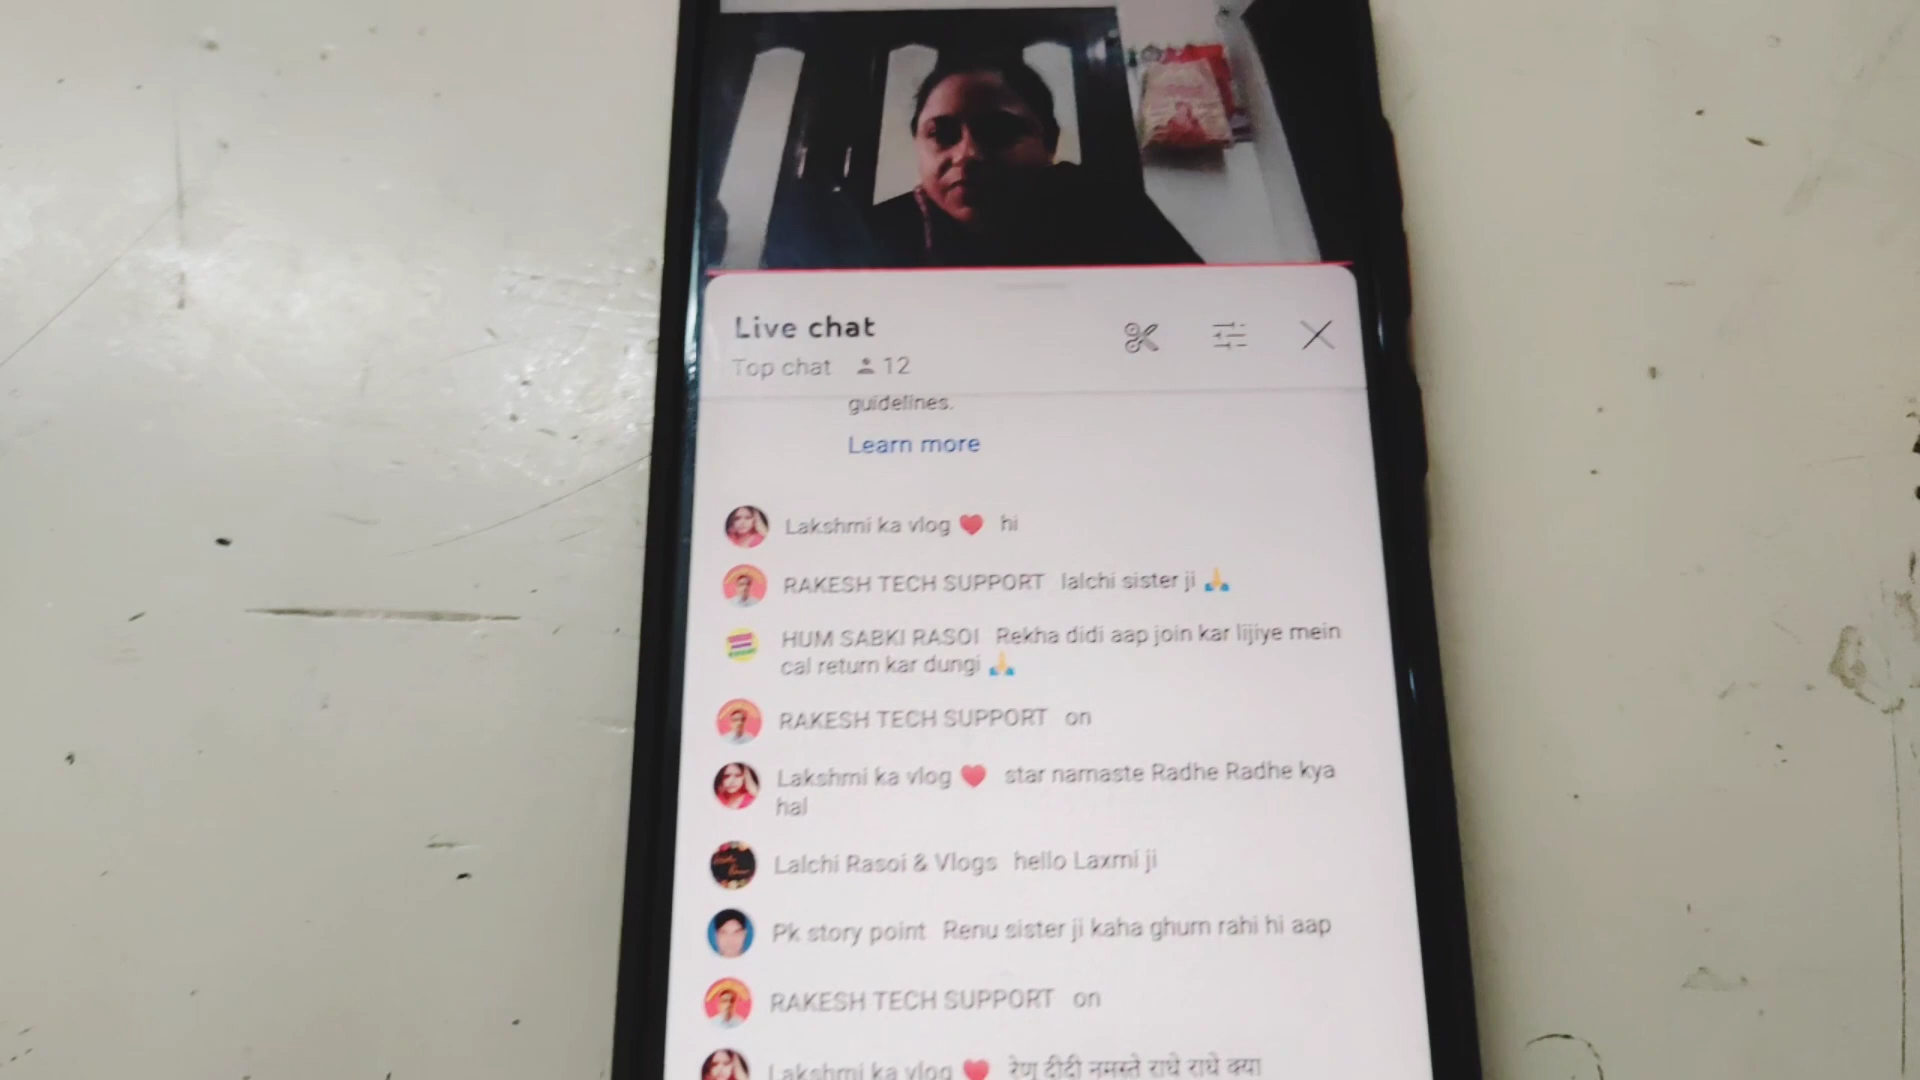 Live chat
Top chat 12
guidelines.
Learn more
Lakshmi ka vlog ❤️ hi
RAKESH TECH SUPPORT lalchi sister ji 🙏
HUM SABKI RASOI Rekha didi aap join kar lijiye mein
cal return kar dungi 🙏
RAKESH TECH SUPPORT on
Lakshmi ka vlog ❤️ star namaste Radhe Radhe kya
hal
Lalchi Rasoi & Vlogs hello Laxmi ji
Pk story point Renu sister ji kaha ghum rahi hi aap
RAKESH TECH SUPPORT on
Lakshmi ka vlog ❤️ रेणु दीदी नमस्ते राधे राधे क्या